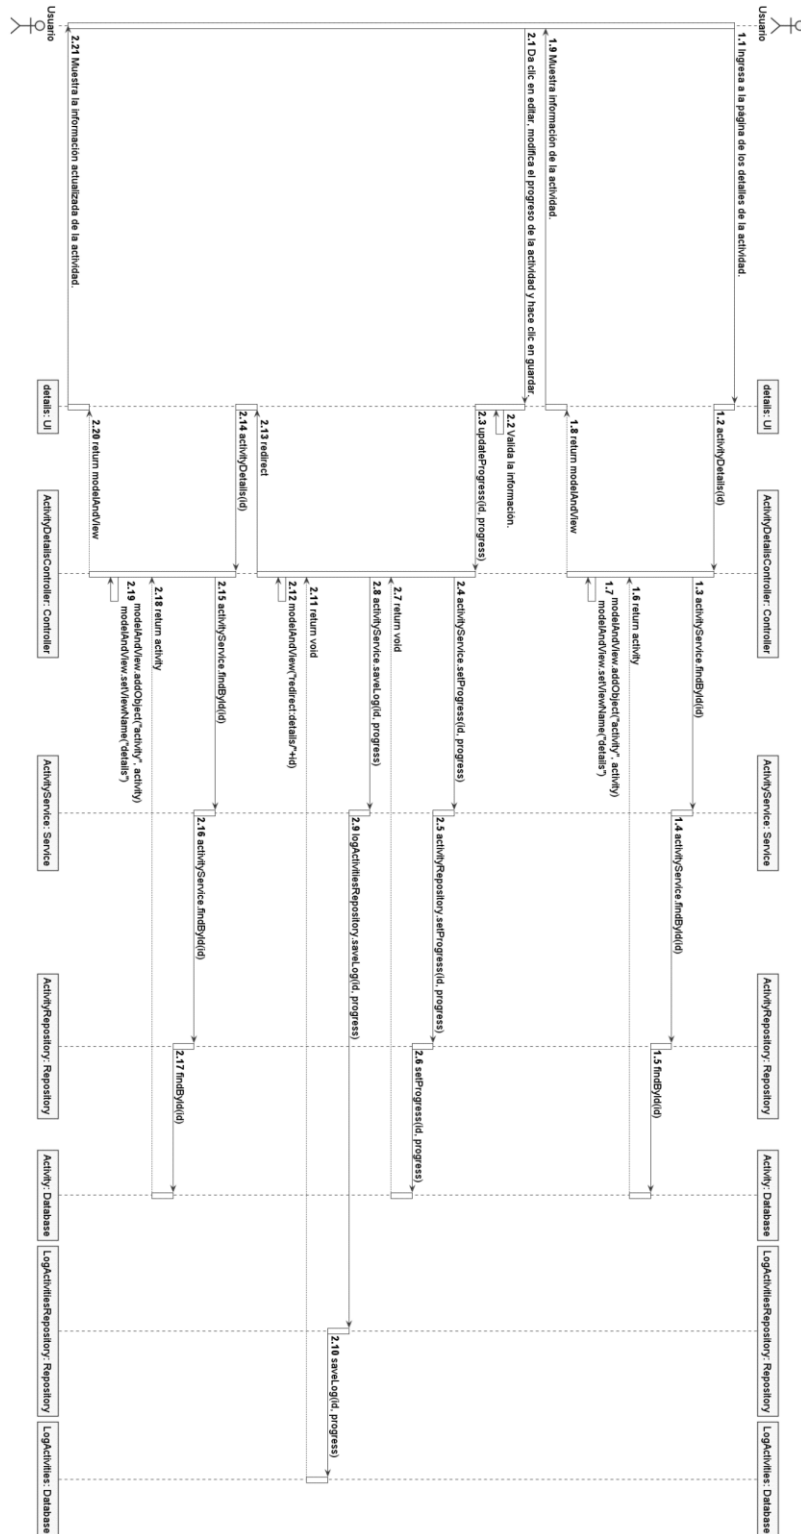 Usuario
details: UI
ActivityDetailsController: Controller
ActivityService: Service
ActivityRepository: Repository
Activity: Database
LogActivitiesRepository: Repository
LogActivities: Database
1.1 Ingresa a la página de los detalles de la actividad.
1.2 activityDetails(id)
1.3 activityService.findById(id)
1.4 activityService.findById(id)
1.5 findById(id)
1.6 return activity
1.7 modelAndView.addObject("activity", activity)
modelAndView.setViewName("details")
1.8 return modelAndView
1.9 Muestra información de la actividad.
2.1 Da clic en editar, modifica el progreso de la actividad y hace clic en guardar.
2.2 Valida la información.
2.3 updateProgress(id, progress)
2.4 activityService.setProgress(id, progress)
2.5 activityRepository.setProgress(id, progress)
2.6 setProgress(id, progress)
2.7 return void
2.8 activityService.saveLog(id, progress)
2.9 logActivitiesRepository.saveLog(id, progress)
2.10 saveLog(id, progress)
2.11 return void
2.12 modelAndView("redirect:details/"+id)
2.13 redirect
2.14 activityDetails(id)
2.15 activityService.findById(id)
2.16 activityService.findById(id)
2.17 findById(id)
2.18 return activity
2.19 modelAndView.addObject("activity", activity)
modelAndView.setViewName("details")
2.20 return modelAndView
2.21 Muestra la información actualizada de la actividad.
Usuario
details: UI
ActivityDetailsController: Controller
ActivityService: Service
ActivityRepository: Repository
Activity: Database
LogActivitiesRepository: Repository
LogActivities: Database